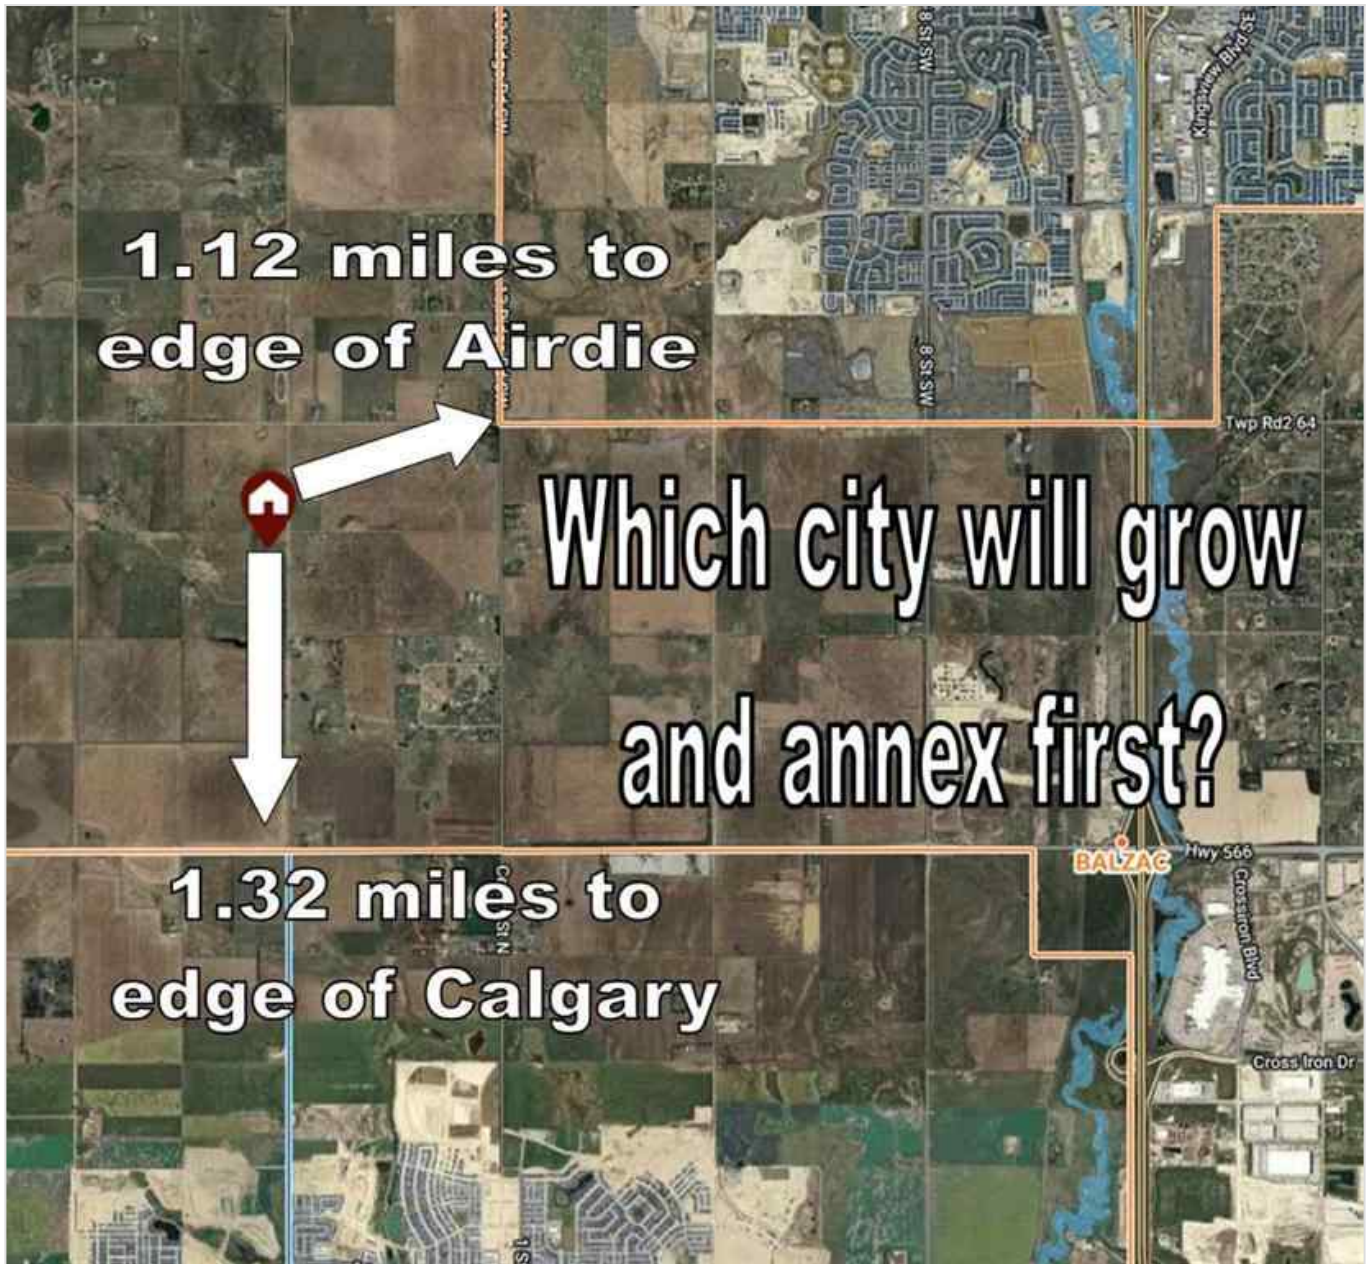 8 St SW
Kingsview Blvd SE
1.12 miles to
edge of Airdie
8 St SW
Twp Rd2 64
Which city will grow
and annex first?
BALZAC
Hwy 566
1.32 miles to
edge of Calgary
Crossiron Blvd
Cross Iron Dr